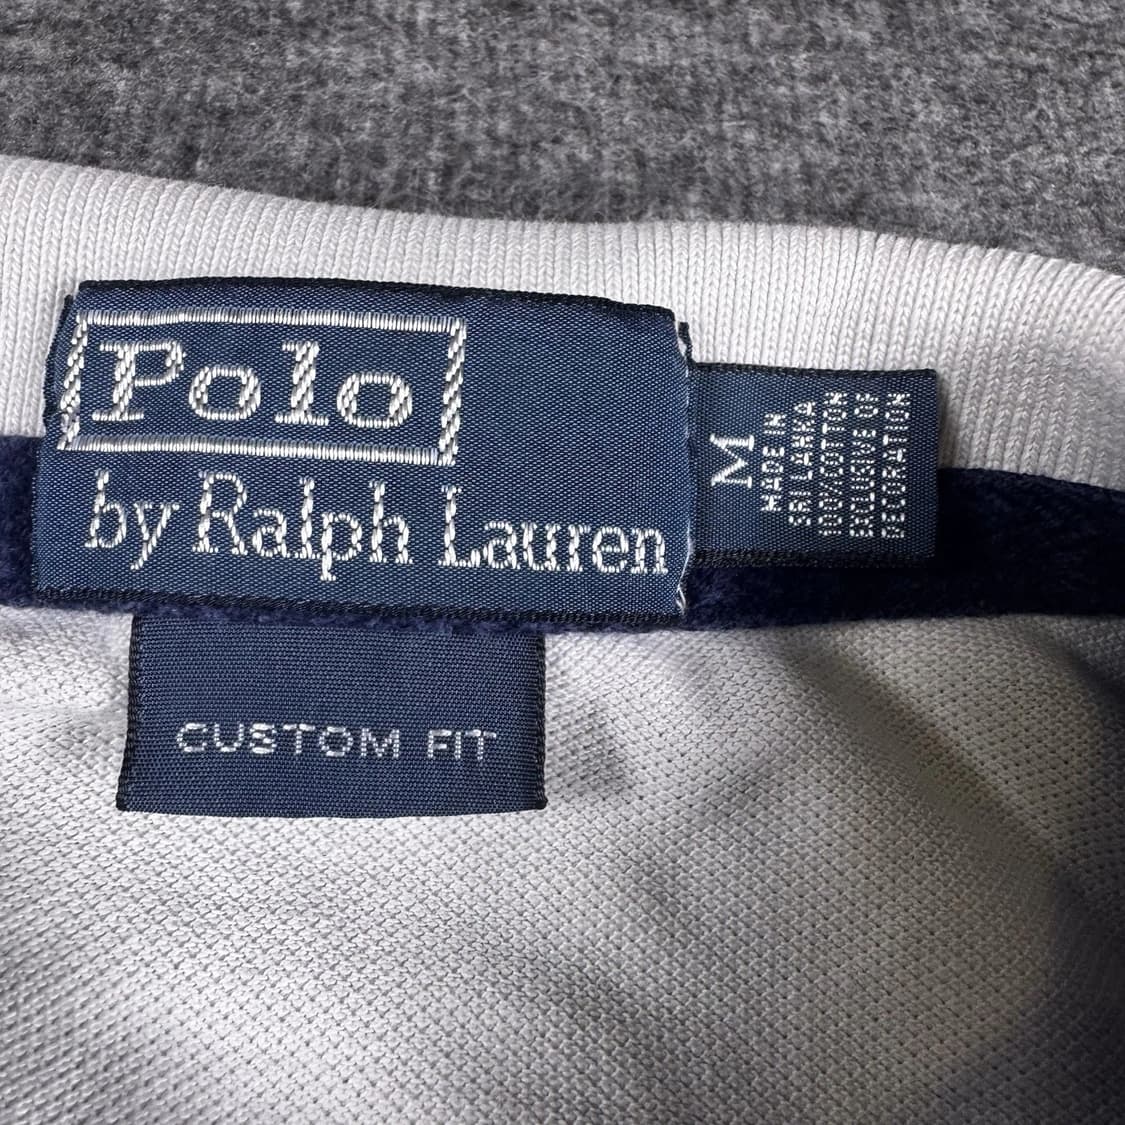 Polo
by Ralph Lauren
M
MADE IN
SRI LANKA
100% COTTON
EXCLUSIVE OF
DECORATION
CUSTOM FIT